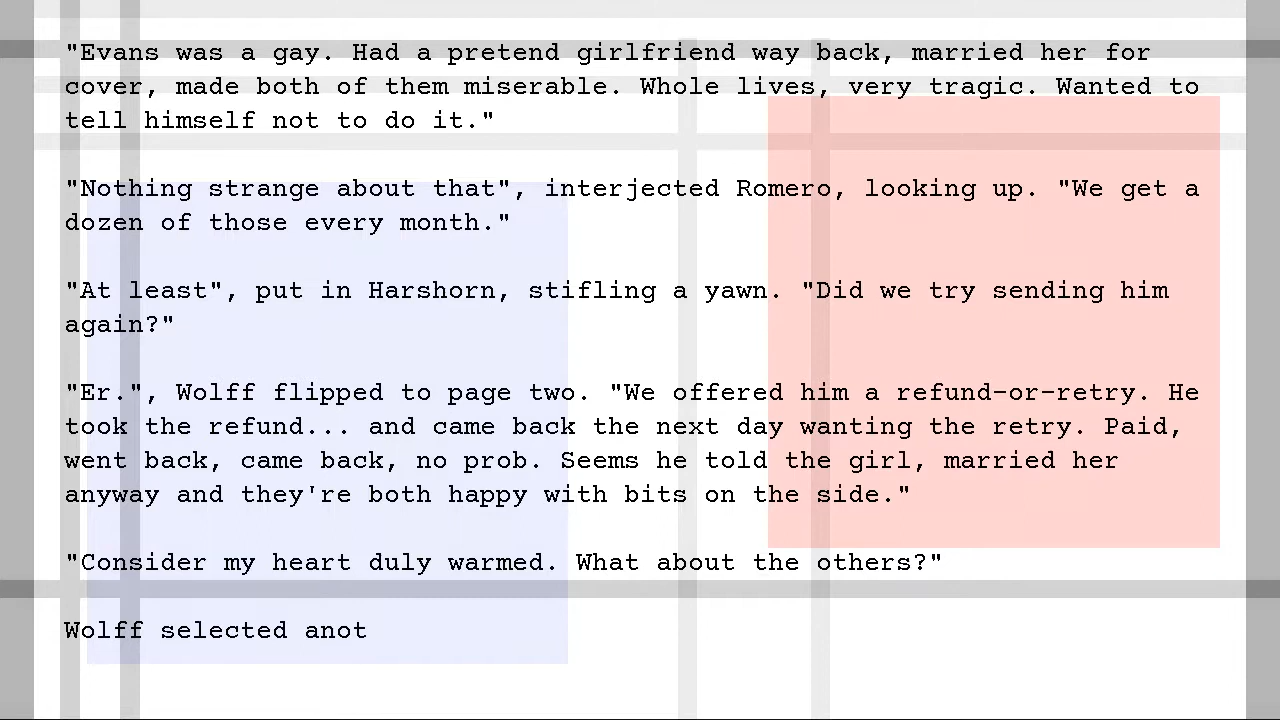 "Evans was a gay. Had a pretend girlfriend way back, married her for
cover, made both of them miserable. Whole lives, very tragic. Wanted to
tell himself not to do it."
"Nothing strange about that", interjected Romero, looking up. "We get a
dozen of those every month."
"At least", put in Harshorn, stifling a yawn. "Did we try sending him
again?"
"Er.", Wolff flipped to page two. "We offered him a refund-or-retry. He
took the refund... and came back the next day wanting the retry. Paid,
went back, came back, no prob. Seems he told the girl, married her
anyway and they're both happy with bits on the side."
"Consider my heart duly warmed. What about the others?"
Wolff selected anot